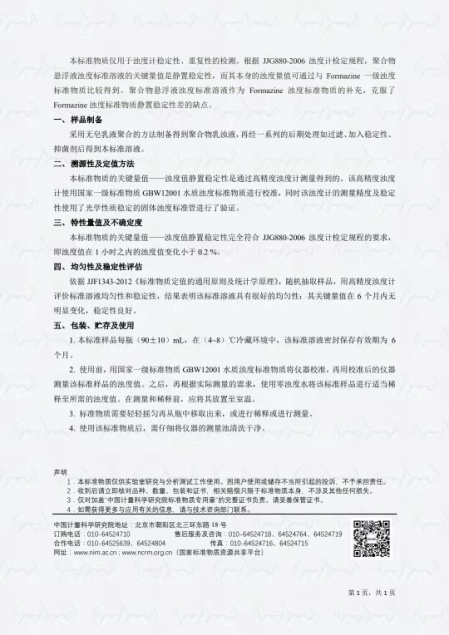 本标准物质仅用于浊度计稳定性、重复性的检测。根据 JJG880-2006 浊度计检定规程，聚合物
悬浮液浊度标准溶液的关键量值是静置稳定性，而其本身的浊度量值可通过与 Formazine 一级浊度
标准物质比较得到。聚合物悬浮液浊度标准溶液作为 Formazine 浊度标准物质的补充，克服了
Formazine 浊度标准物质静置稳定性差的缺点。
一、样品制备
采用无皂乳液聚合的方法制备得到聚合物乳浊液，再经一系列的后期处理如过滤、加入稳定性、
抑菌剂后得到本标准溶液。
二、溯源性及定值方法
本标准物质的关键量值——浊度值静置稳定性是通过高精度浊度计测量得到的。该高精度浊度
计使用国家一级标准物质 GBW12001 水质浊度标准物质进行校准，同时该浊度计的测量精度及稳定
性使用了光学性质稳定的固体浊度标准管进行了验证。
三、特性量值及不确定度
本标准物质的关键量值——浊度值静置稳定性完全符合 JJG880-2006 浊度计检定规程的要求，
即浊度值在 1 小时之内的浊度值变化小于 0.2 %。
四、均匀性及稳定性评估
依据 JJF1343-2012《标准物质定值的通用原则及统计学原理》，随机抽取样品，用高精度浊度计
评价标准溶液均匀性和稳定性，结果表明该标准溶液具有很好的均匀性；其关键量值在 6 个月内无
明显变化，稳定性良好。
五、包装、贮存及使用
1. 本标准样品每瓶（90±10）mL，在（4~8）℃冷藏环境中，该标准溶液密封保存有效期为 6
个月。
2. 使用前，用国家一级标准物质 GBW12001 水质浊度标准物质将仪器校准，再用校准后的仪器
测量该标准样品的浊度值。之后，再根据实际测量的需求，使用零浊度水将该标准样品进行适当稀
释至所需的浊度值。在测量和稀释前，应将其放置至室温。
3. 标准物质需要轻轻摇匀再从瓶中移取出来，或进行稀释或进行测量。
4. 使用该标准物质后，需仔细将仪器的测量池清洗干净。
声明
1．本标准物质仅供实验室研究与分析测试工作使用。因用户使用或储存不当所引起的投诉，不予承担责任。
2．收到后请立即核对品种、数量、包装和证书，相关赔偿只限于标准物质本身，不涉及其他任何损失。
3．仅对加盖“中国计量科学研究院标准物质专用章”的完整证书负责，请妥善保管证书。
4．如需获得更多与应用有关的信息，请与技术咨询部门联系。
中国计量科学研究院地址：北京市朝阳区北三环东路 18 号
订购电话：010-64524710 售后服务及咨询：010-64524718、64524764、64524719
合作电话：010-64525639、64524804 传真：010-64524716、64524715
网址：www.nim.ac.cn；www.ncrm.org.cn（国家标准物质资源共享平台）
第 1 页，共 1 页